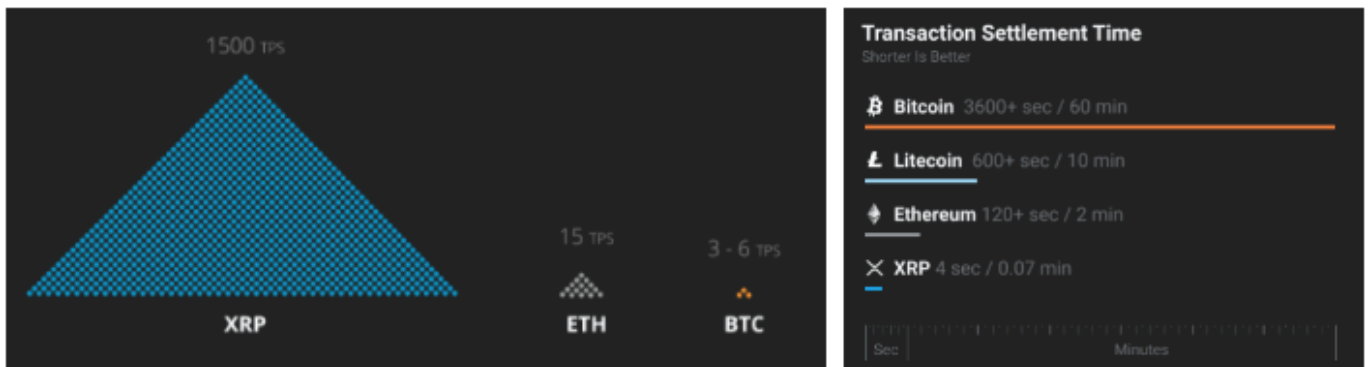 1500 TPS
15 TPS
3 - 6 TPS
XRP
ETH
BTC
Transaction Settlement Time
Shorter Is Better
Bitcoin 3600+ sec / 60 min
Litecoin 600+ sec / 10 min
Ethereum 120+ sec / 2 min
XRP 4 sec / 0.07 min
Sec
Minutes